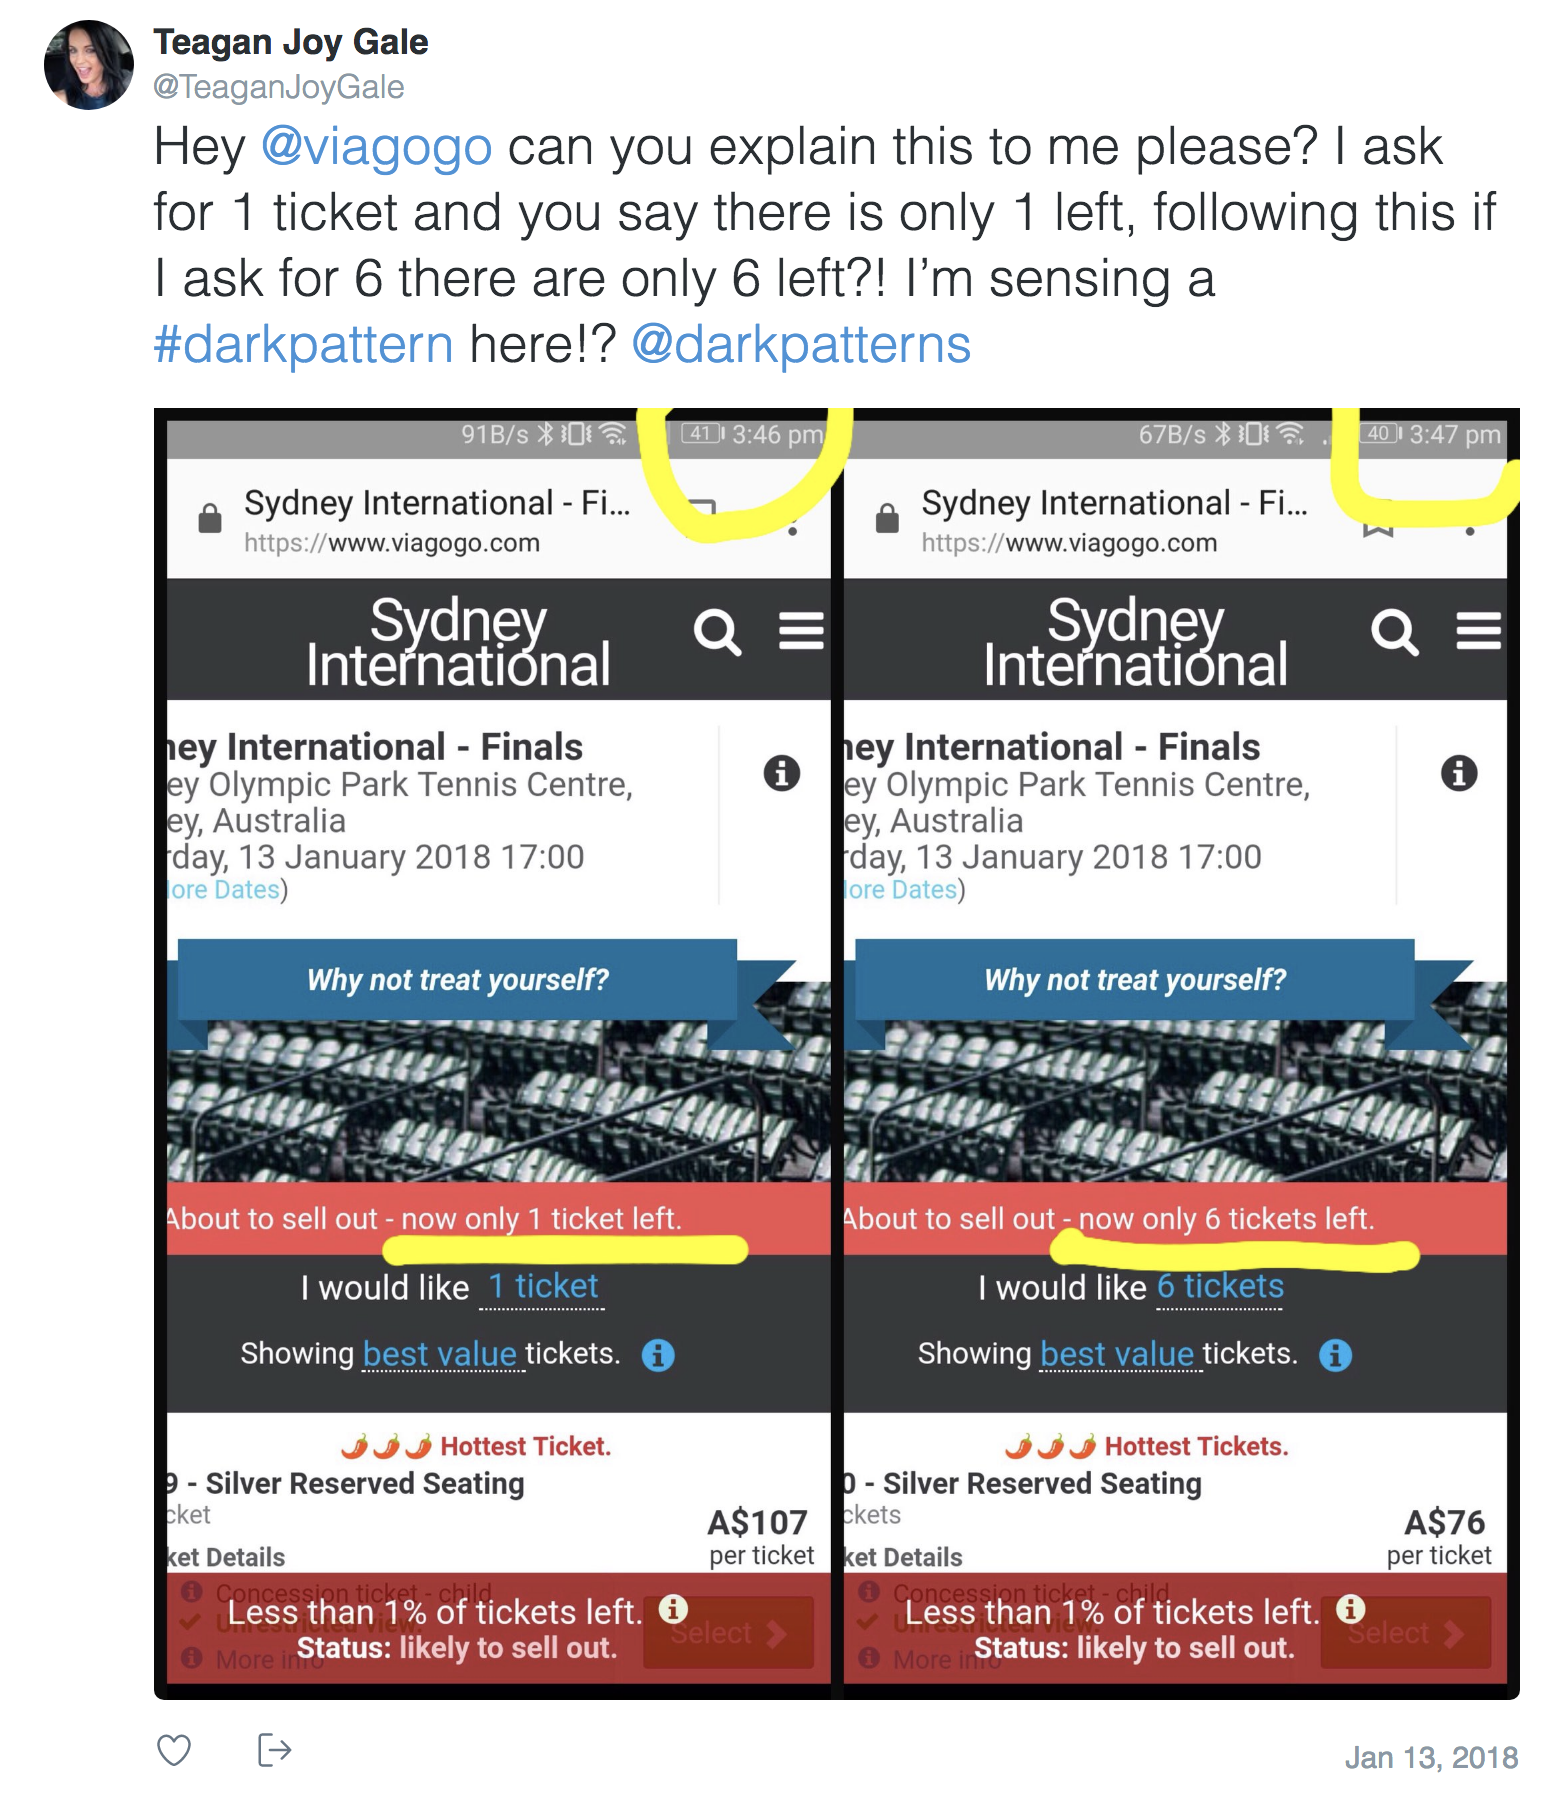 Teagan Joy Gale
@TeaganJoyGale
Hey @viagogo can you explain this to me please? I ask
for 1 ticket and you say there is only 1 left, following this if
I ask for 6 there are only 6 left?! I'm sensing a
#darkpattern here!? @darkpatterns
91B/s 41 3:46 pm
Sydney International - Fi...
https://www.viagogo.com
Sydney
International
ney International - Finals
ey Olympic Park Tennis Centre,
ey, Australia
rday, 13 January 2018 17:00
ore Dates)
Why not treat yourself?
About to sell out - now only 1 ticket left.
I would like 1 ticket
Showing best value tickets.
Hottest Ticket.
9 - Silver Reserved Seating
cket
A$107
per ticket
ket Details
Concession ticket - child
Less than 1% of tickets left.
Unrestricted view.
Select
Status: likely to sell out.
More info
67B/s 40 3:47 pm
Sydney International - Fi...
https://www.viagogo.com
Sydney
International
ney International - Finals
ey Olympic Park Tennis Centre,
ey, Australia
rday, 13 January 2018 17:00
ore Dates)
Why not treat yourself?
About to sell out - now only 6 tickets left.
I would like 6 tickets
Showing best value tickets.
Hottest Tickets.
0 - Silver Reserved Seating
ckets
A$76
per ticket
ket Details
Concession ticket - child
Less than 1% of tickets left.
Unrestricted view.
Select
Status: likely to sell out.
More info
Jan 13, 2018